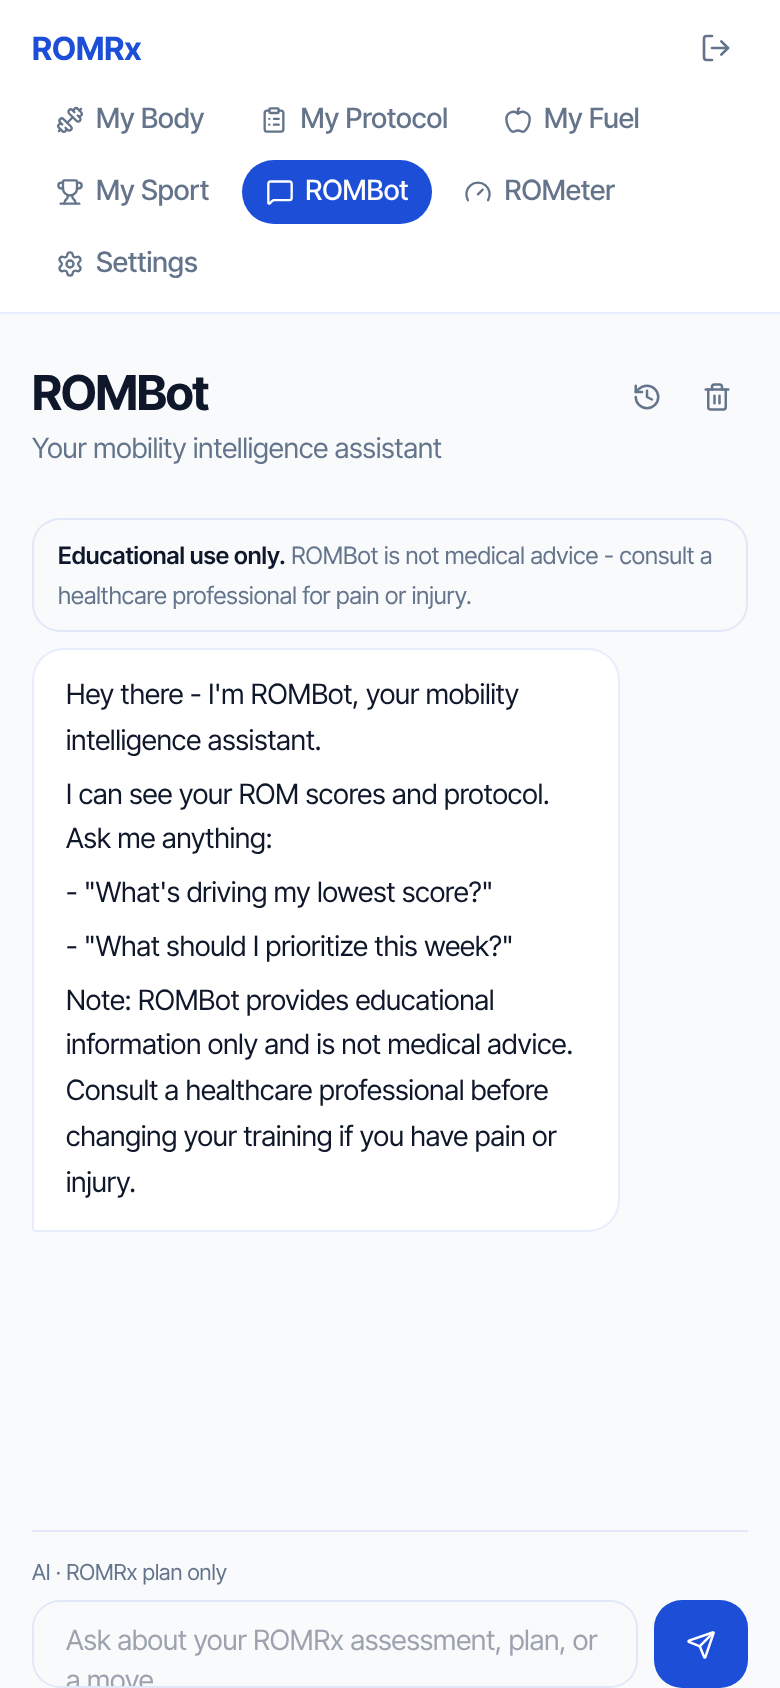 ROMRx
My Body
My Protocol
My Fuel
My Sport
ROMBot
ROMeter
Settings
ROMBot
Your mobility intelligence assistant
Educational use only. ROMBot is not medical advice - consult a
healthcare professional for pain or injury.
Hey there - I'm ROMBot, your mobility
intelligence assistant.
I can see your ROM scores and protocol.
Ask me anything:
- "What's driving my lowest score?"
- "What should I prioritize this week?"
Note: ROMBot provides educational
information only and is not medical advice.
Consult a healthcare professional before
changing your training if you have pain or
injury.
AI · ROMRx plan only
Ask about your ROMRx assessment, plan, or
a move